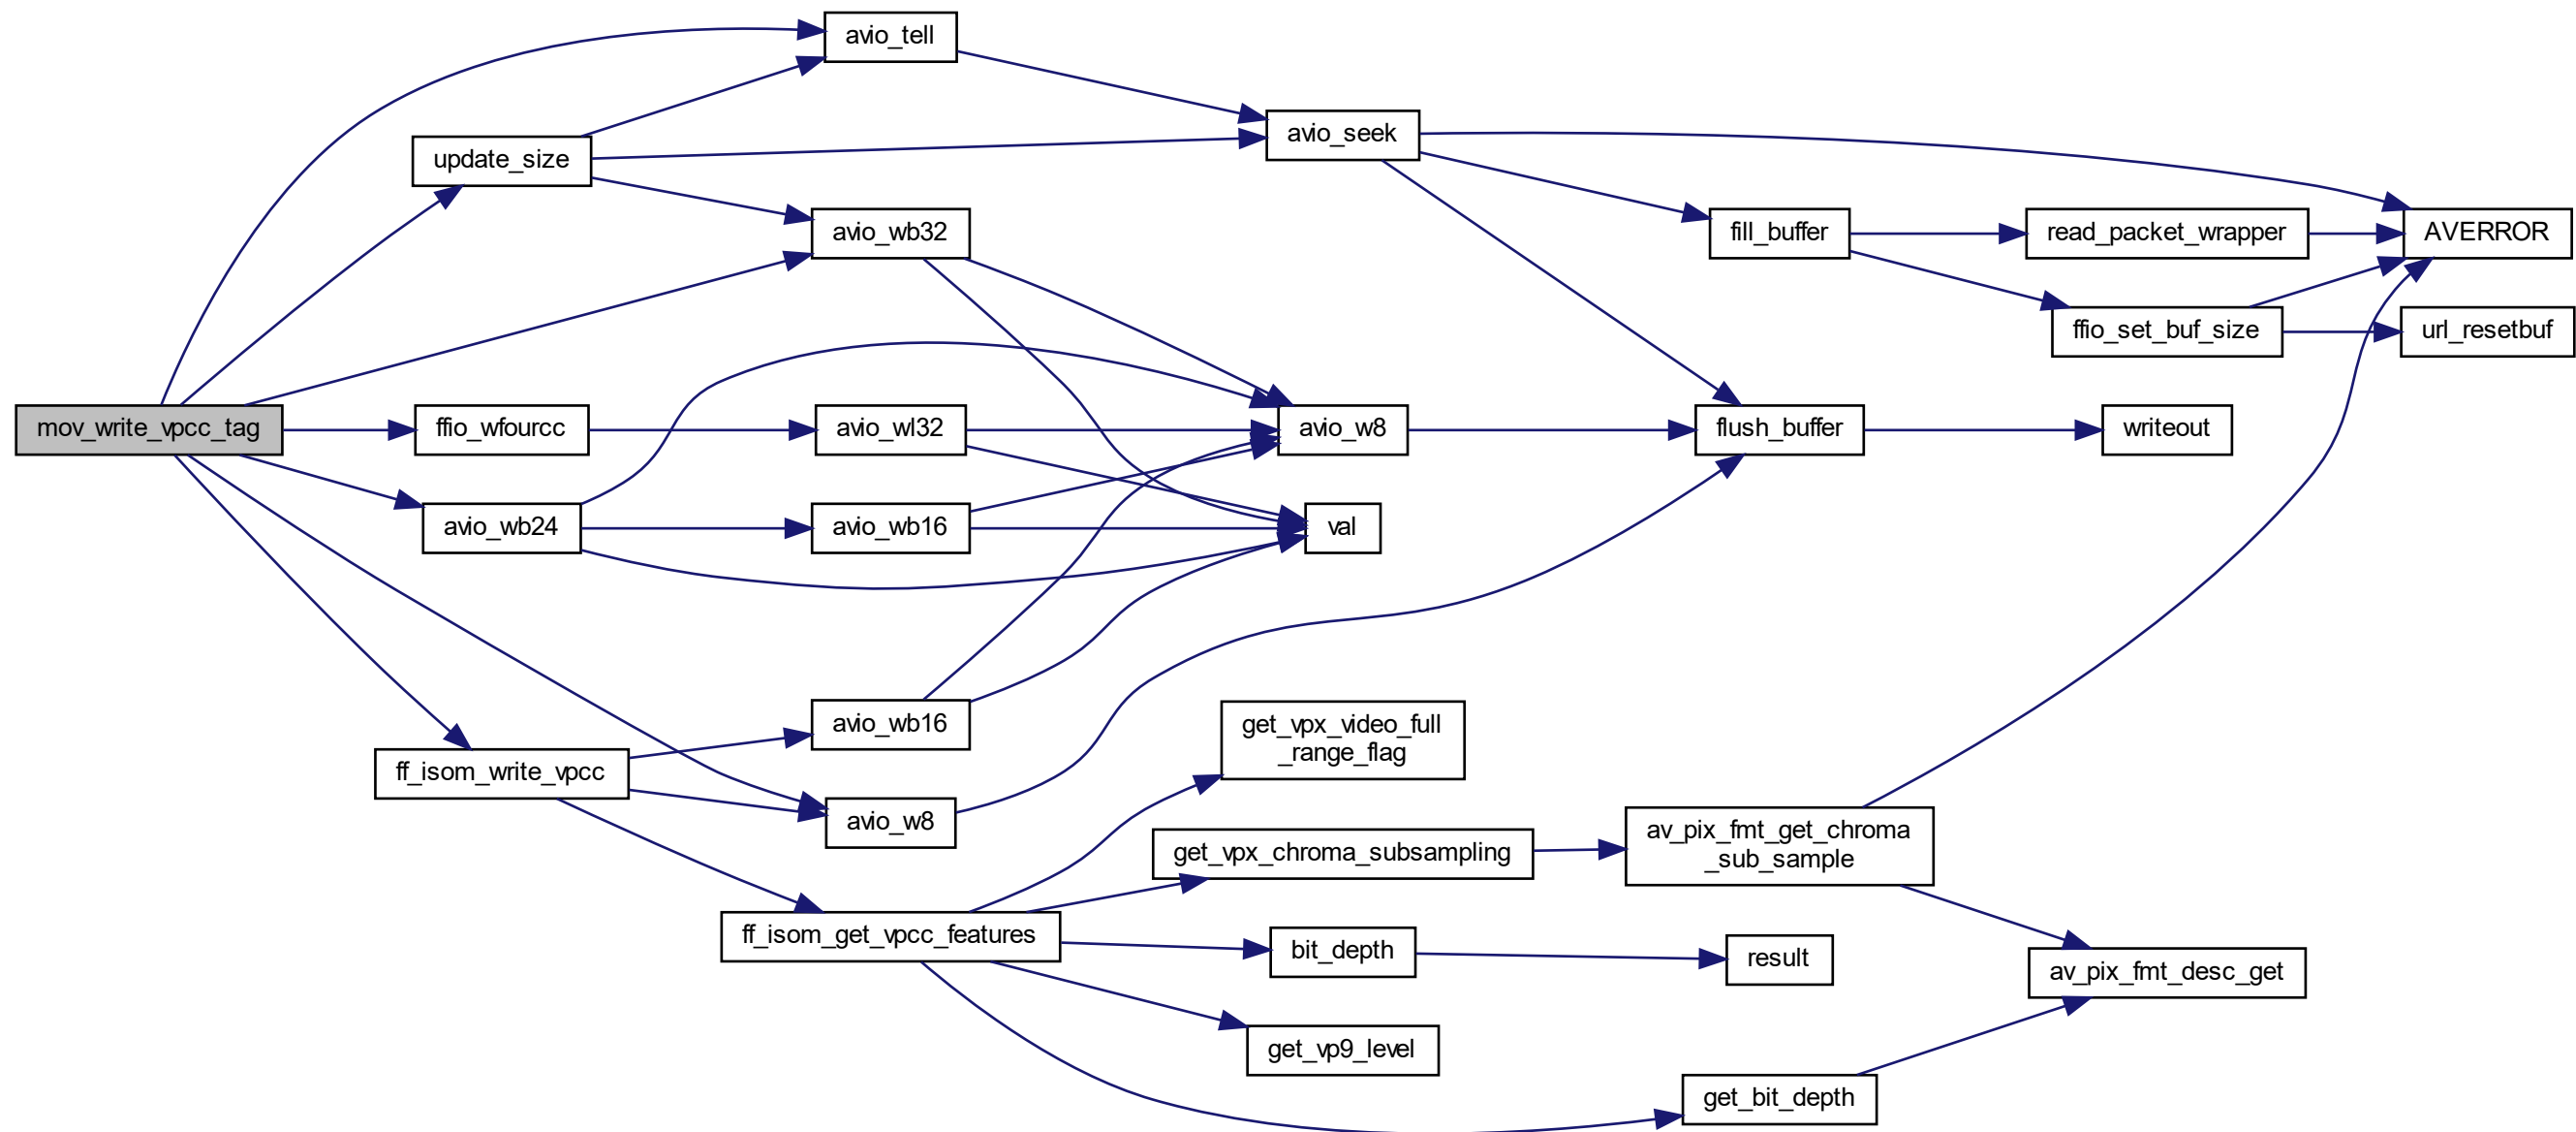 avio_tell
avio_seek
update_size
avio_wb32
fill_buffer
read_packet_wrapper
AVERROR
ffio_set_buf_size
url_resetbuf
mov_write_vpcc_tag
ffio_wfourcc
avio_wl32
avio_w8
flush_buffer
writeout
avio_wb24
avio_wb16
val
avio_wb16
get_vpx_video_full
_range_flag
ff_isom_write_vpcc
avio_w8
get_vpx_chroma_subsampling
av_pix_fmt_get_chroma
_sub_sample
ff_isom_get_vpcc_features
bit_depth
result
av_pix_fmt_desc_get
get_vp9_level
get_bit_depth